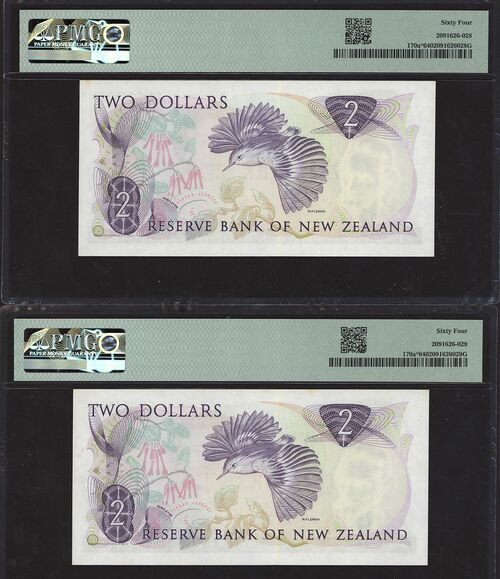 PMG
PAPER MONEY GUARANTY
Sixty Four
2091626-028
170a*6402091626028G
TWO DOLLARS
2
RIFLEMAN
2
RESERVE BANK OF NEW ZEALAND
PMG
PAPER MONEY GUARANTY
Sixty Four
2091626-029
170a*6402091626029G
TWO DOLLARS
2
RIFLEMAN
2
RESERVE BANK OF NEW ZEALAND